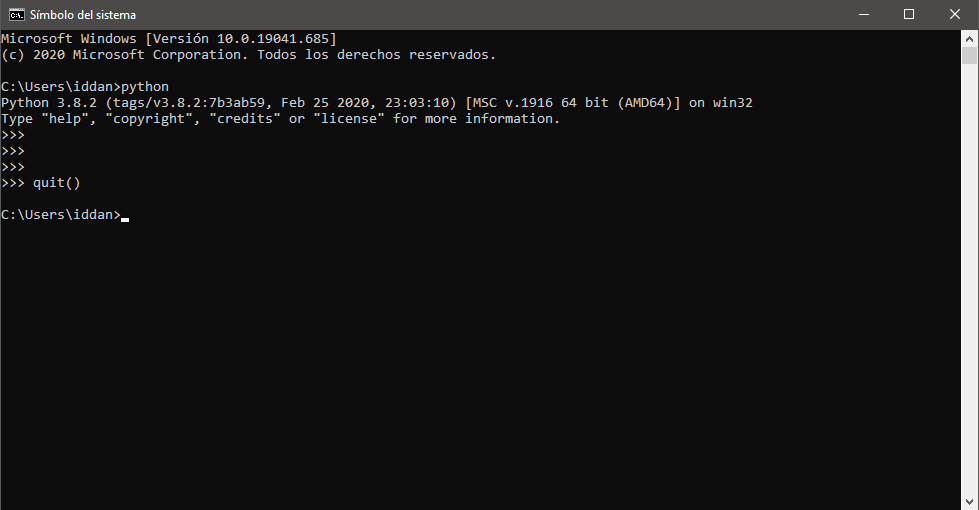 Símbolo del sistema
Microsoft Windows [Versión 10.0.19041.685]
(c) 2020 Microsoft Corporation. Todos los derechos reservados.
C:\Users\iddan>python
Python 3.8.2 (tags/v3.8.2:7b3ab59, Feb 25 2020, 23:03:10) [MSC v.1916 64 bit (AMD64)] on win32
Type "help", "copyright", "credits" or "license" for more information.
>>>
>>>
>>>
>>> quit()
C:\Users\iddan>